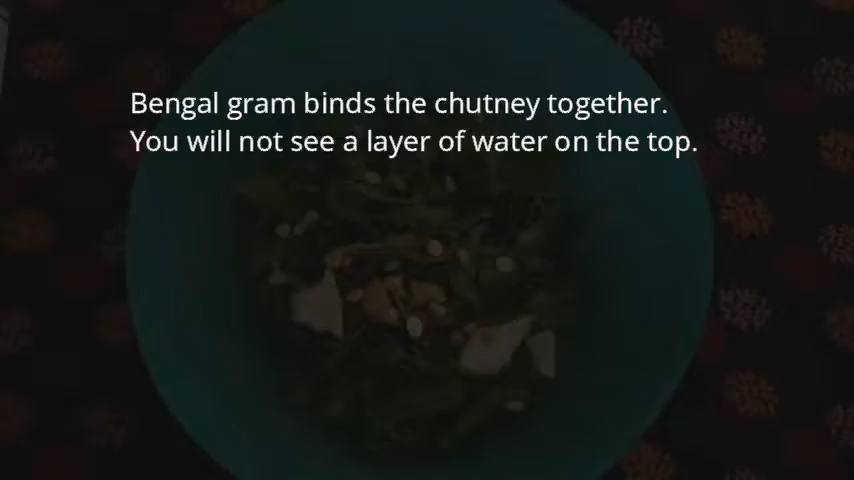 Bengal gram binds the chutney together.
You will not see a layer of water on the top.